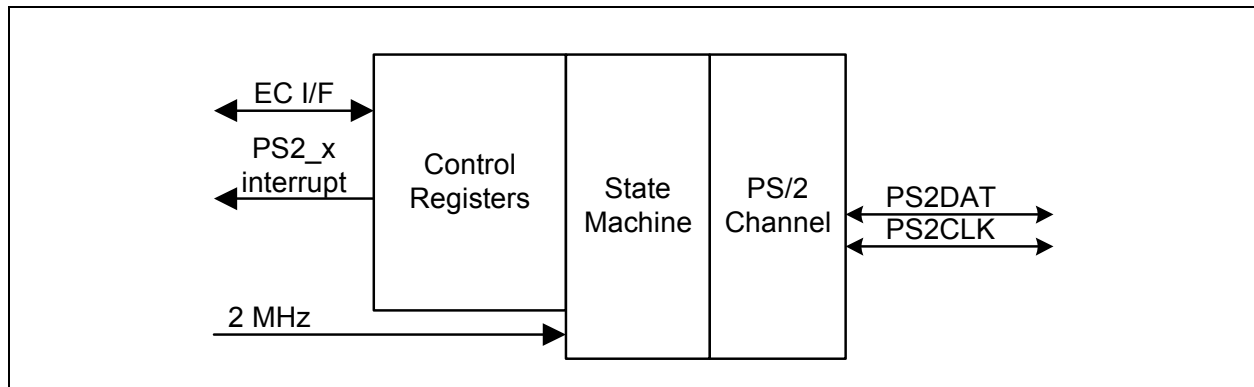 EC I/F
PS2_x
interrupt
Control
Registers
State
Machine
PS/2
Channel
PS2DAT
PS2CLK
2 MHz